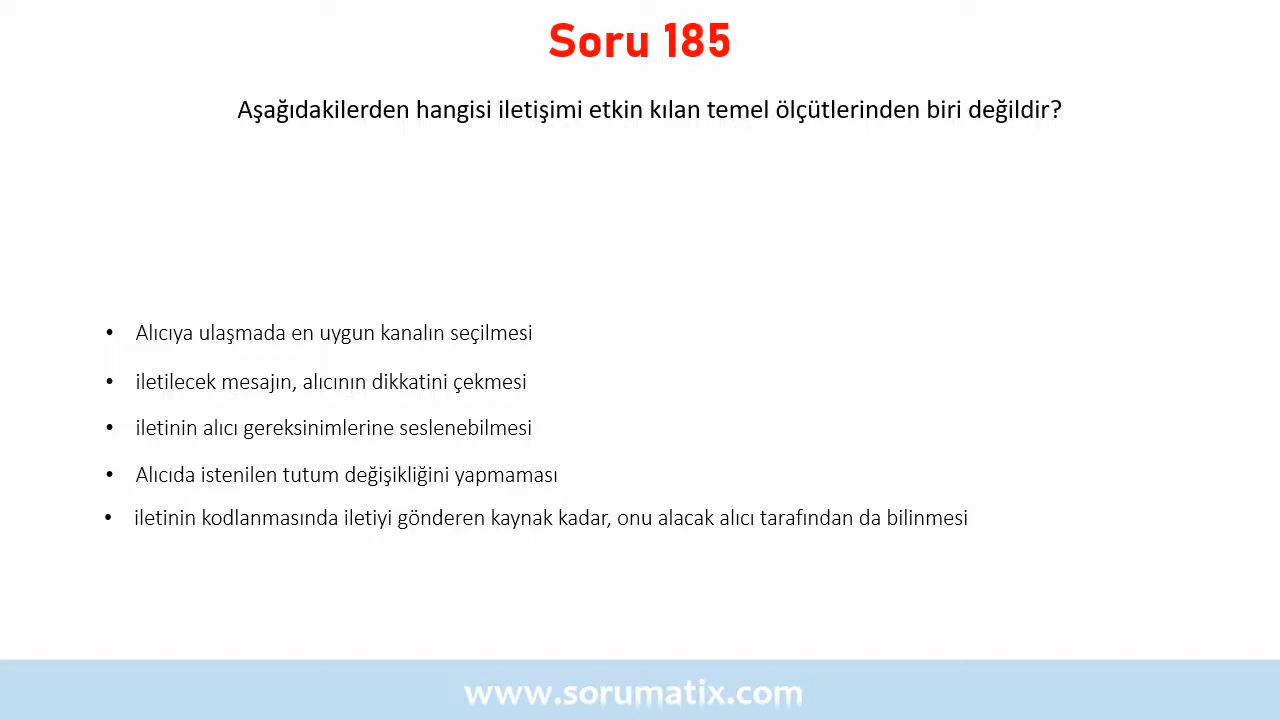 Soru 185
Aşağıdakilerden hangisi iletişimi etkin kılan temel ölçütlerinden biri değildir?
• Alıcıya ulaşmada en uygun kanalın seçilmesi
• iletilecek mesajın, alıcının dikkatini çekmesi
• iletinin alıcı gereksinimlerine seslenebilmesi
• Alıcıda istenilen tutum değişikliğini yapmaması
• iletinin kodlanmasında iletiyi gönderen kaynak kadar, onu alacak alıcı tarafından da bilinmesi
www.sorumatix.com